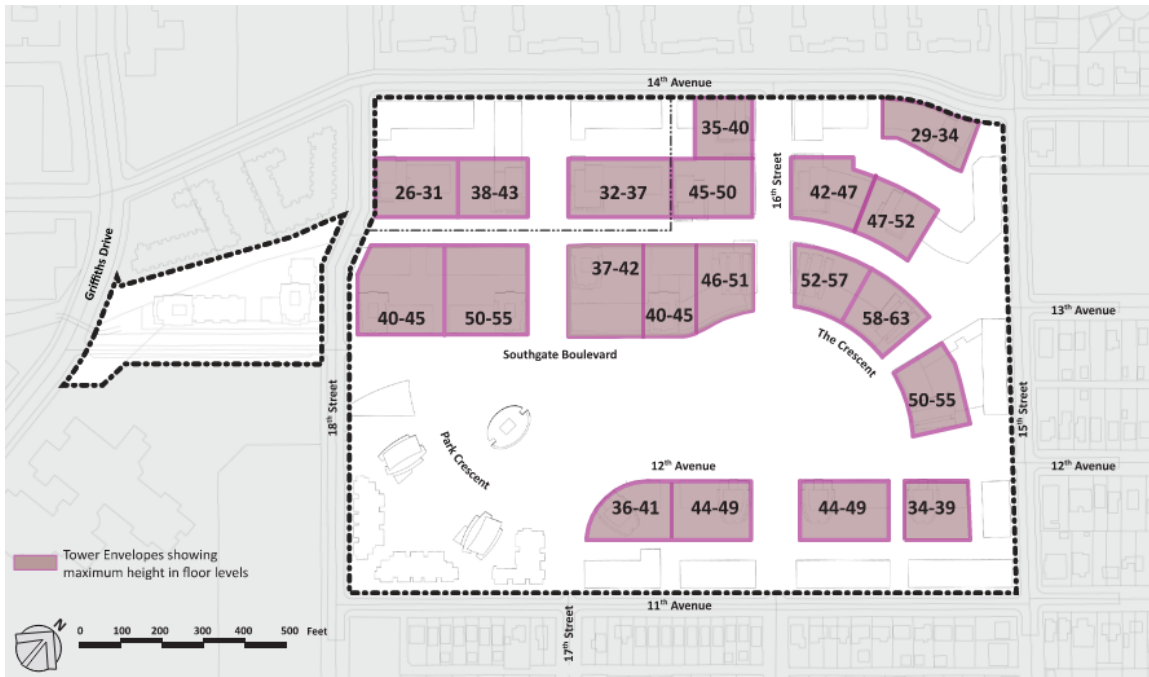 14th Avenue
35-40
29-34
26-31
38-43
32-37
45-50
16th Street
42-47
47-52
Griffiths Drive
37-42
46-51
52-57
40-45
50-55
40-45
58-63
13th Avenue
Southgate Boulevard
The Crescent
50-55
18th Street
15th Street
Park Crescent
12th Avenue
12th Avenue
36-41
44-49
44-49
34-39
Tower Envelopes showing
maximum height in floor levels
11th Avenue
17th Street
N
0 100 200 300 400 500 Feet